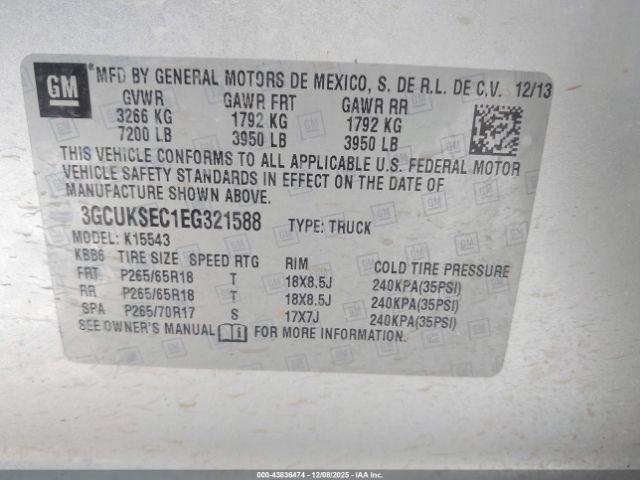 GM ® MFD BY GENERAL MOTORS DE MEXICO, S. DE R.L. DE C.V. 12/13
GVWR GAWR FRT GAWR RR
3266 KG 1792 KG 1792 KG
7200 LB 3950 LB 3950 LB
THIS VEHICLE CONFORMS TO ALL APPLICABLE U.S. FEDERAL MOTOR
VEHICLE SAFETY STANDARDS IN EFFECT ON THE DATE OF
MANUFACTURE SHOWN ABOVE.
3GCUKSEC1EG321588 TYPE: TRUCK
MODEL: K15543
KBB6 TIRE SIZE SPEED RTG RIM COLD TIRE PRESSURE
FRT P265/65R18 T 18X8.5J 240KPA(35PSI)
RR P265/65R18 T 18X8.5J 240KPA(35PSI)
SPA P265/70R17 S 17X7J 240KPA(35PSI)
SEE OWNER'S MANUAL FOR MORE INFORMATION.
000-43836474 • 12/08/2025 • IAAI.COM